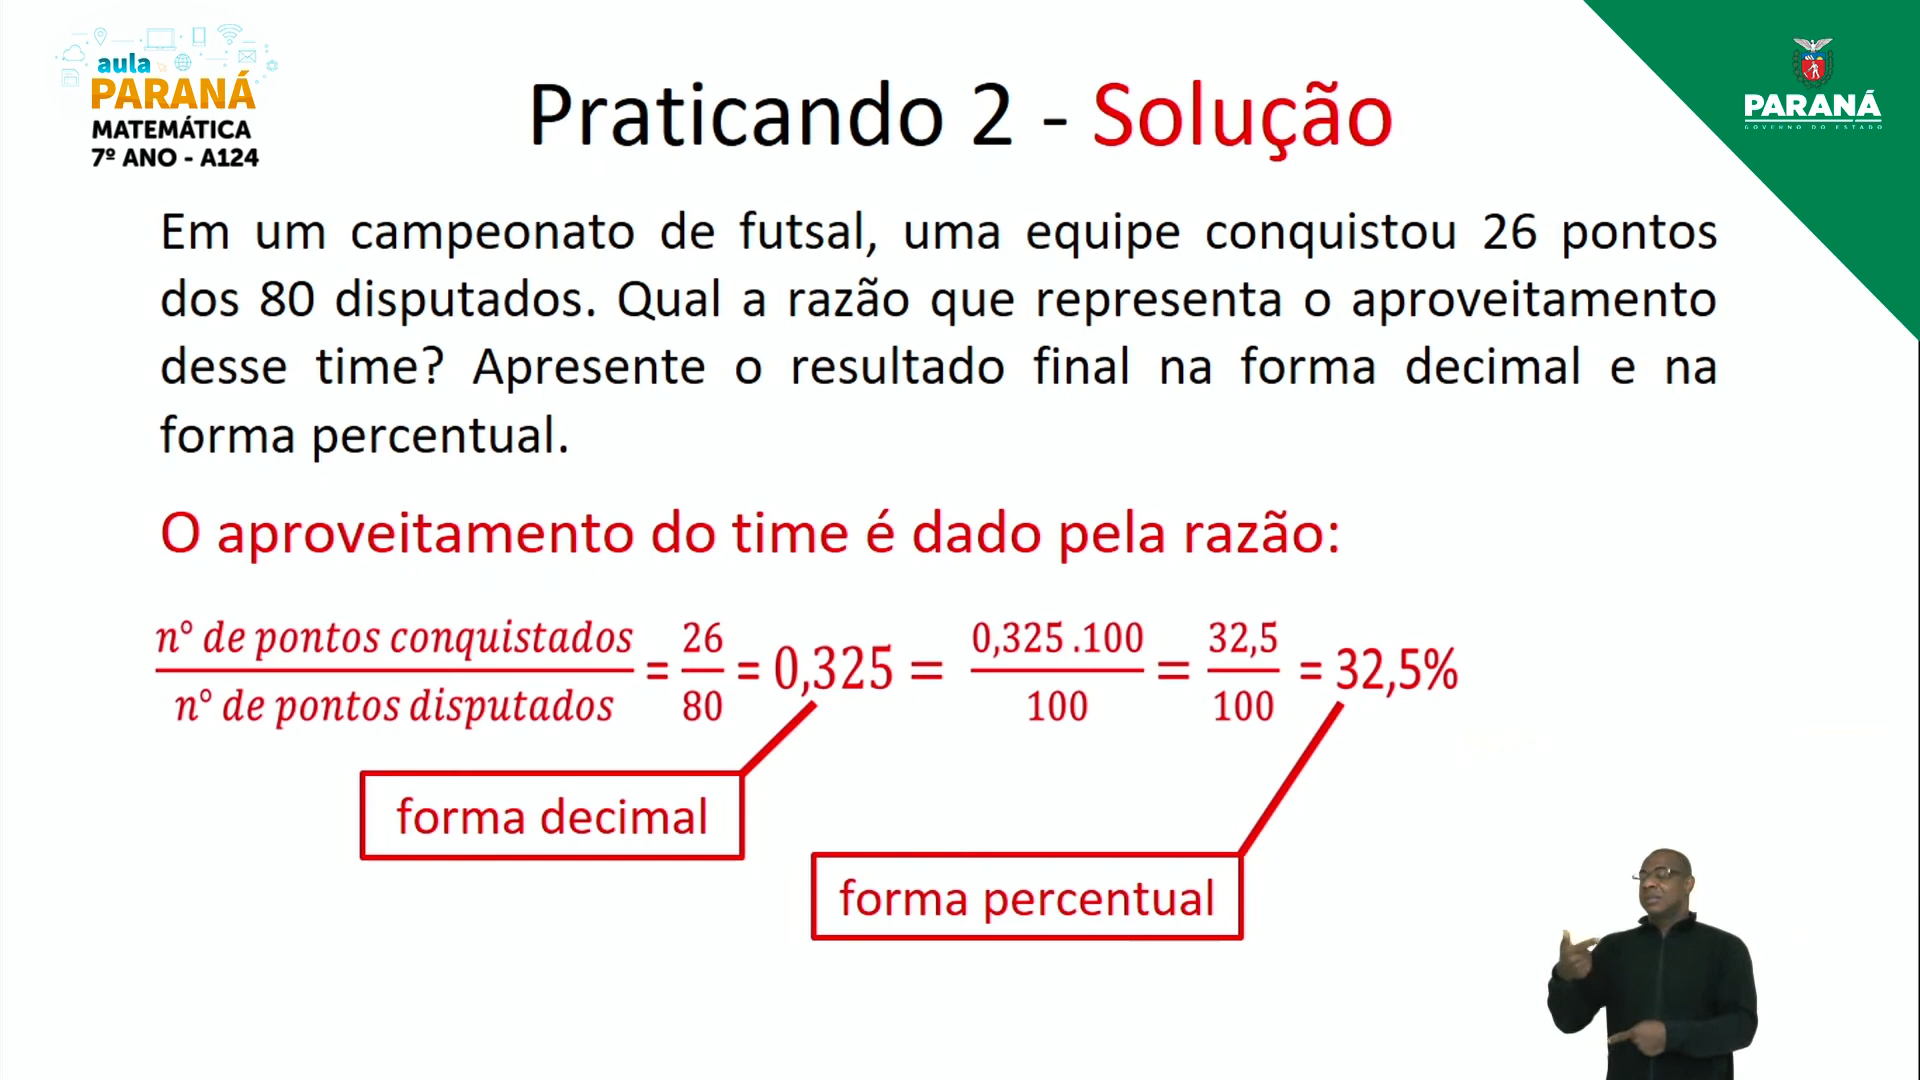 aula
PARANÁ
MATEMÁTICA
7º ANO - A124
PARANÁ
GOVERNO DO ESTADO
Praticando 2 - Solução
Em um campeonato de futsal, uma equipe conquistou 26 pontos
dos 80 disputados. Qual a razão que representa o aproveitamento
desse time? Apresente o resultado final na forma decimal e na
forma percentual.
O aproveitamento do time é dado pela razão:
n° de pontos conquistados / n° de pontos disputados = 26/80 = 0,325 = 0,325 .100/100 = 32,5/100 = 32,5%
forma decimal
forma percentual